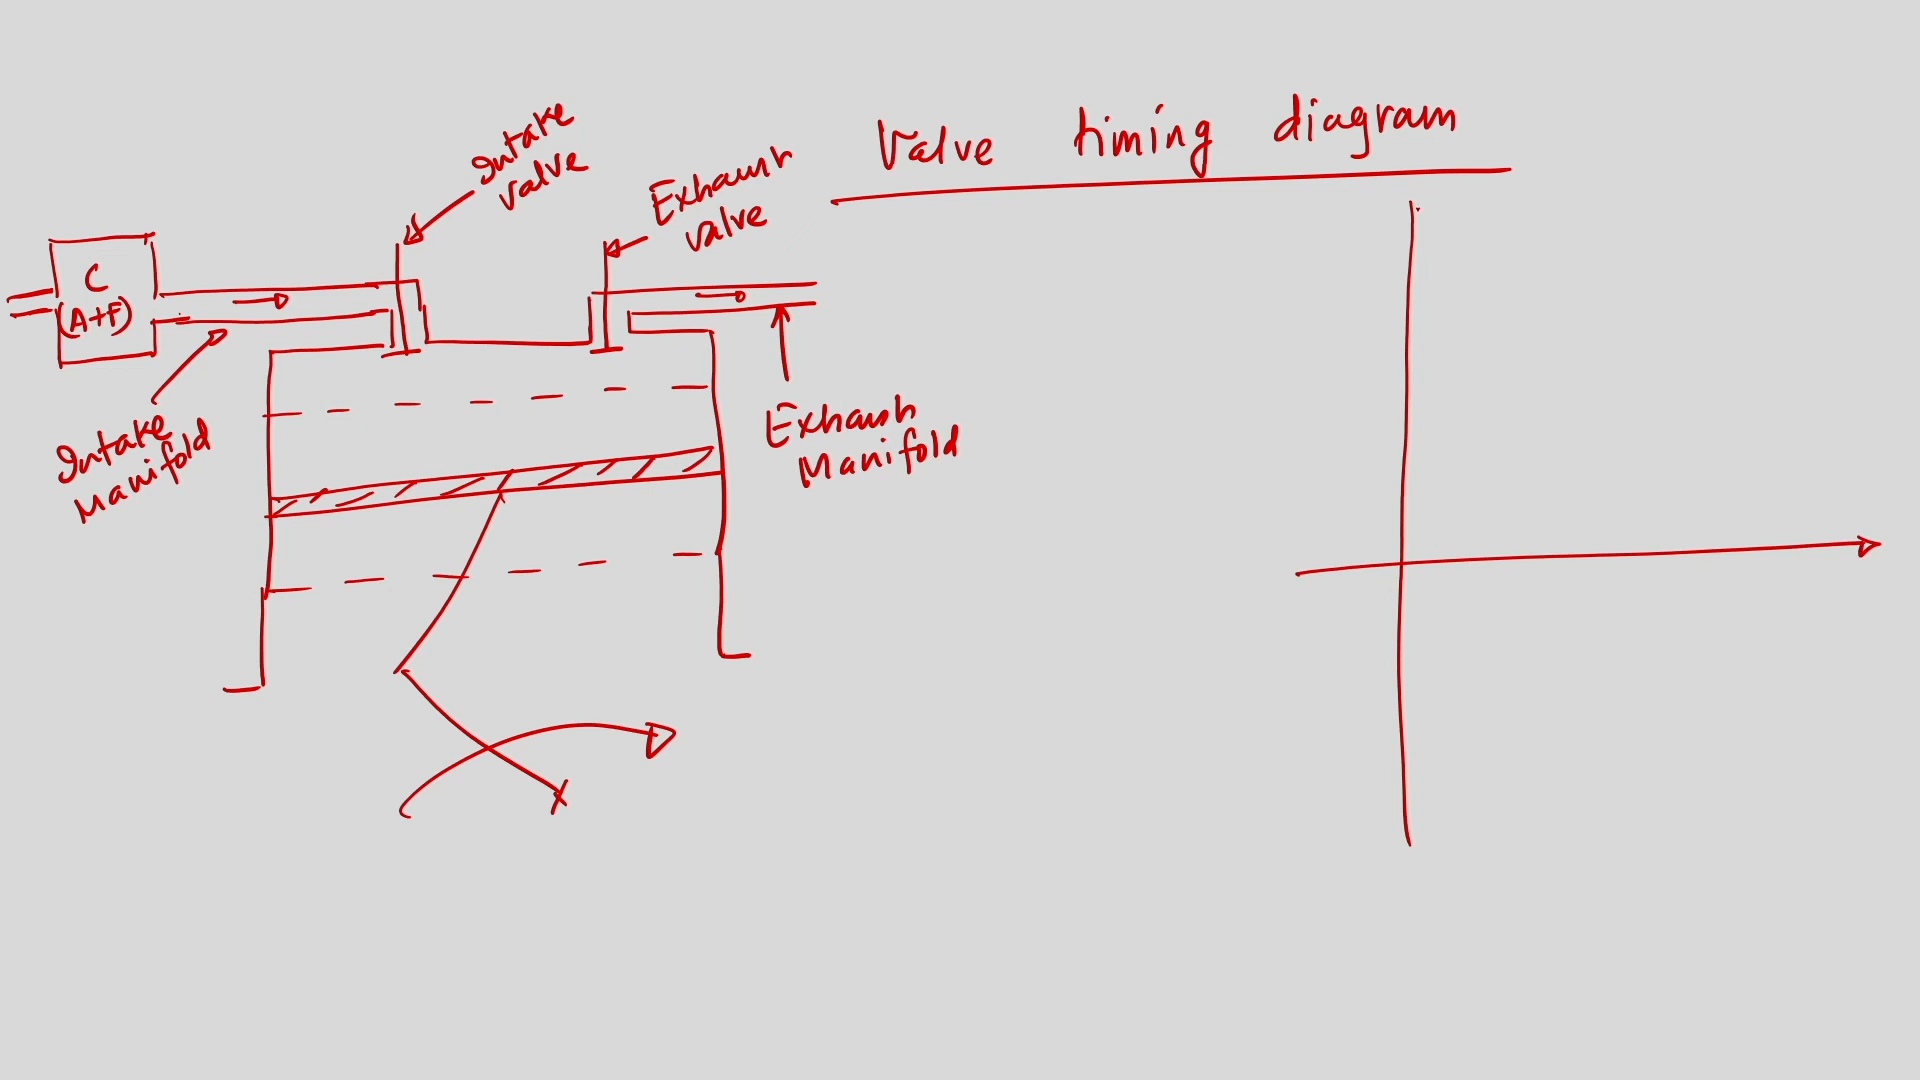 Valve timing diagram
Intake
valve
Exhaust
valve
C
(A+F)
Intake
Manifold
Exhaust
Manifold